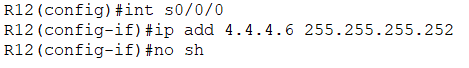 R12(config)#int s0/0/0
R12(config-if)#ip add 4.4.4.6 255.255.255.252
R12(config-if)#no sh